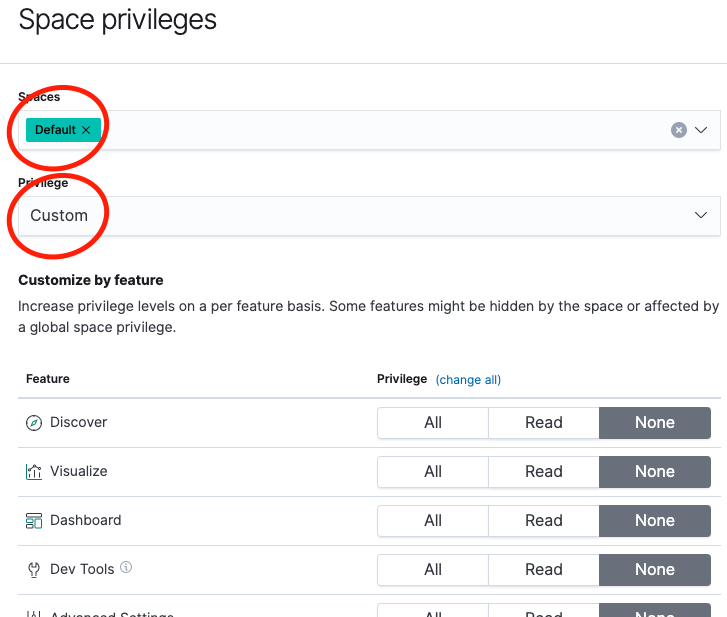 Space privileges
Spaces
Default
Privilege
Custom
Customize by feature
Increase privilege levels on a per feature basis. Some features might be hidden by the space or affected by
a global space privilege.
Feature Privilege (change all)
Discover All Read None
Visualize All Read None
Dashboard All Read None
Dev Tools All Read None
Advanced Settings All Read None